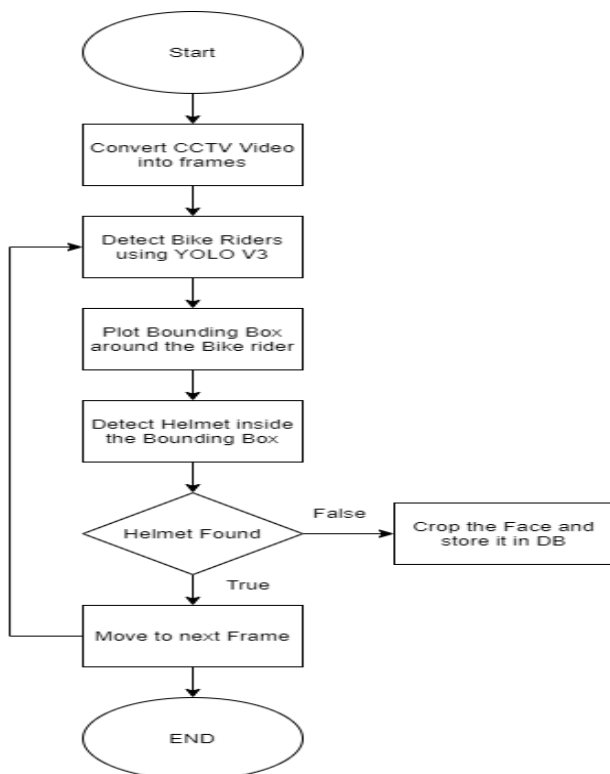 Start
Convert CCTV Video
into frames
Detect Bike Riders
using YOLO V3
Plot Bounding Box
around the Bike rider
Detect Helmet inside
the Bounding Box
Helmet Found
False
Crop the Face and
store it in DB
True
Move to next Frame
END